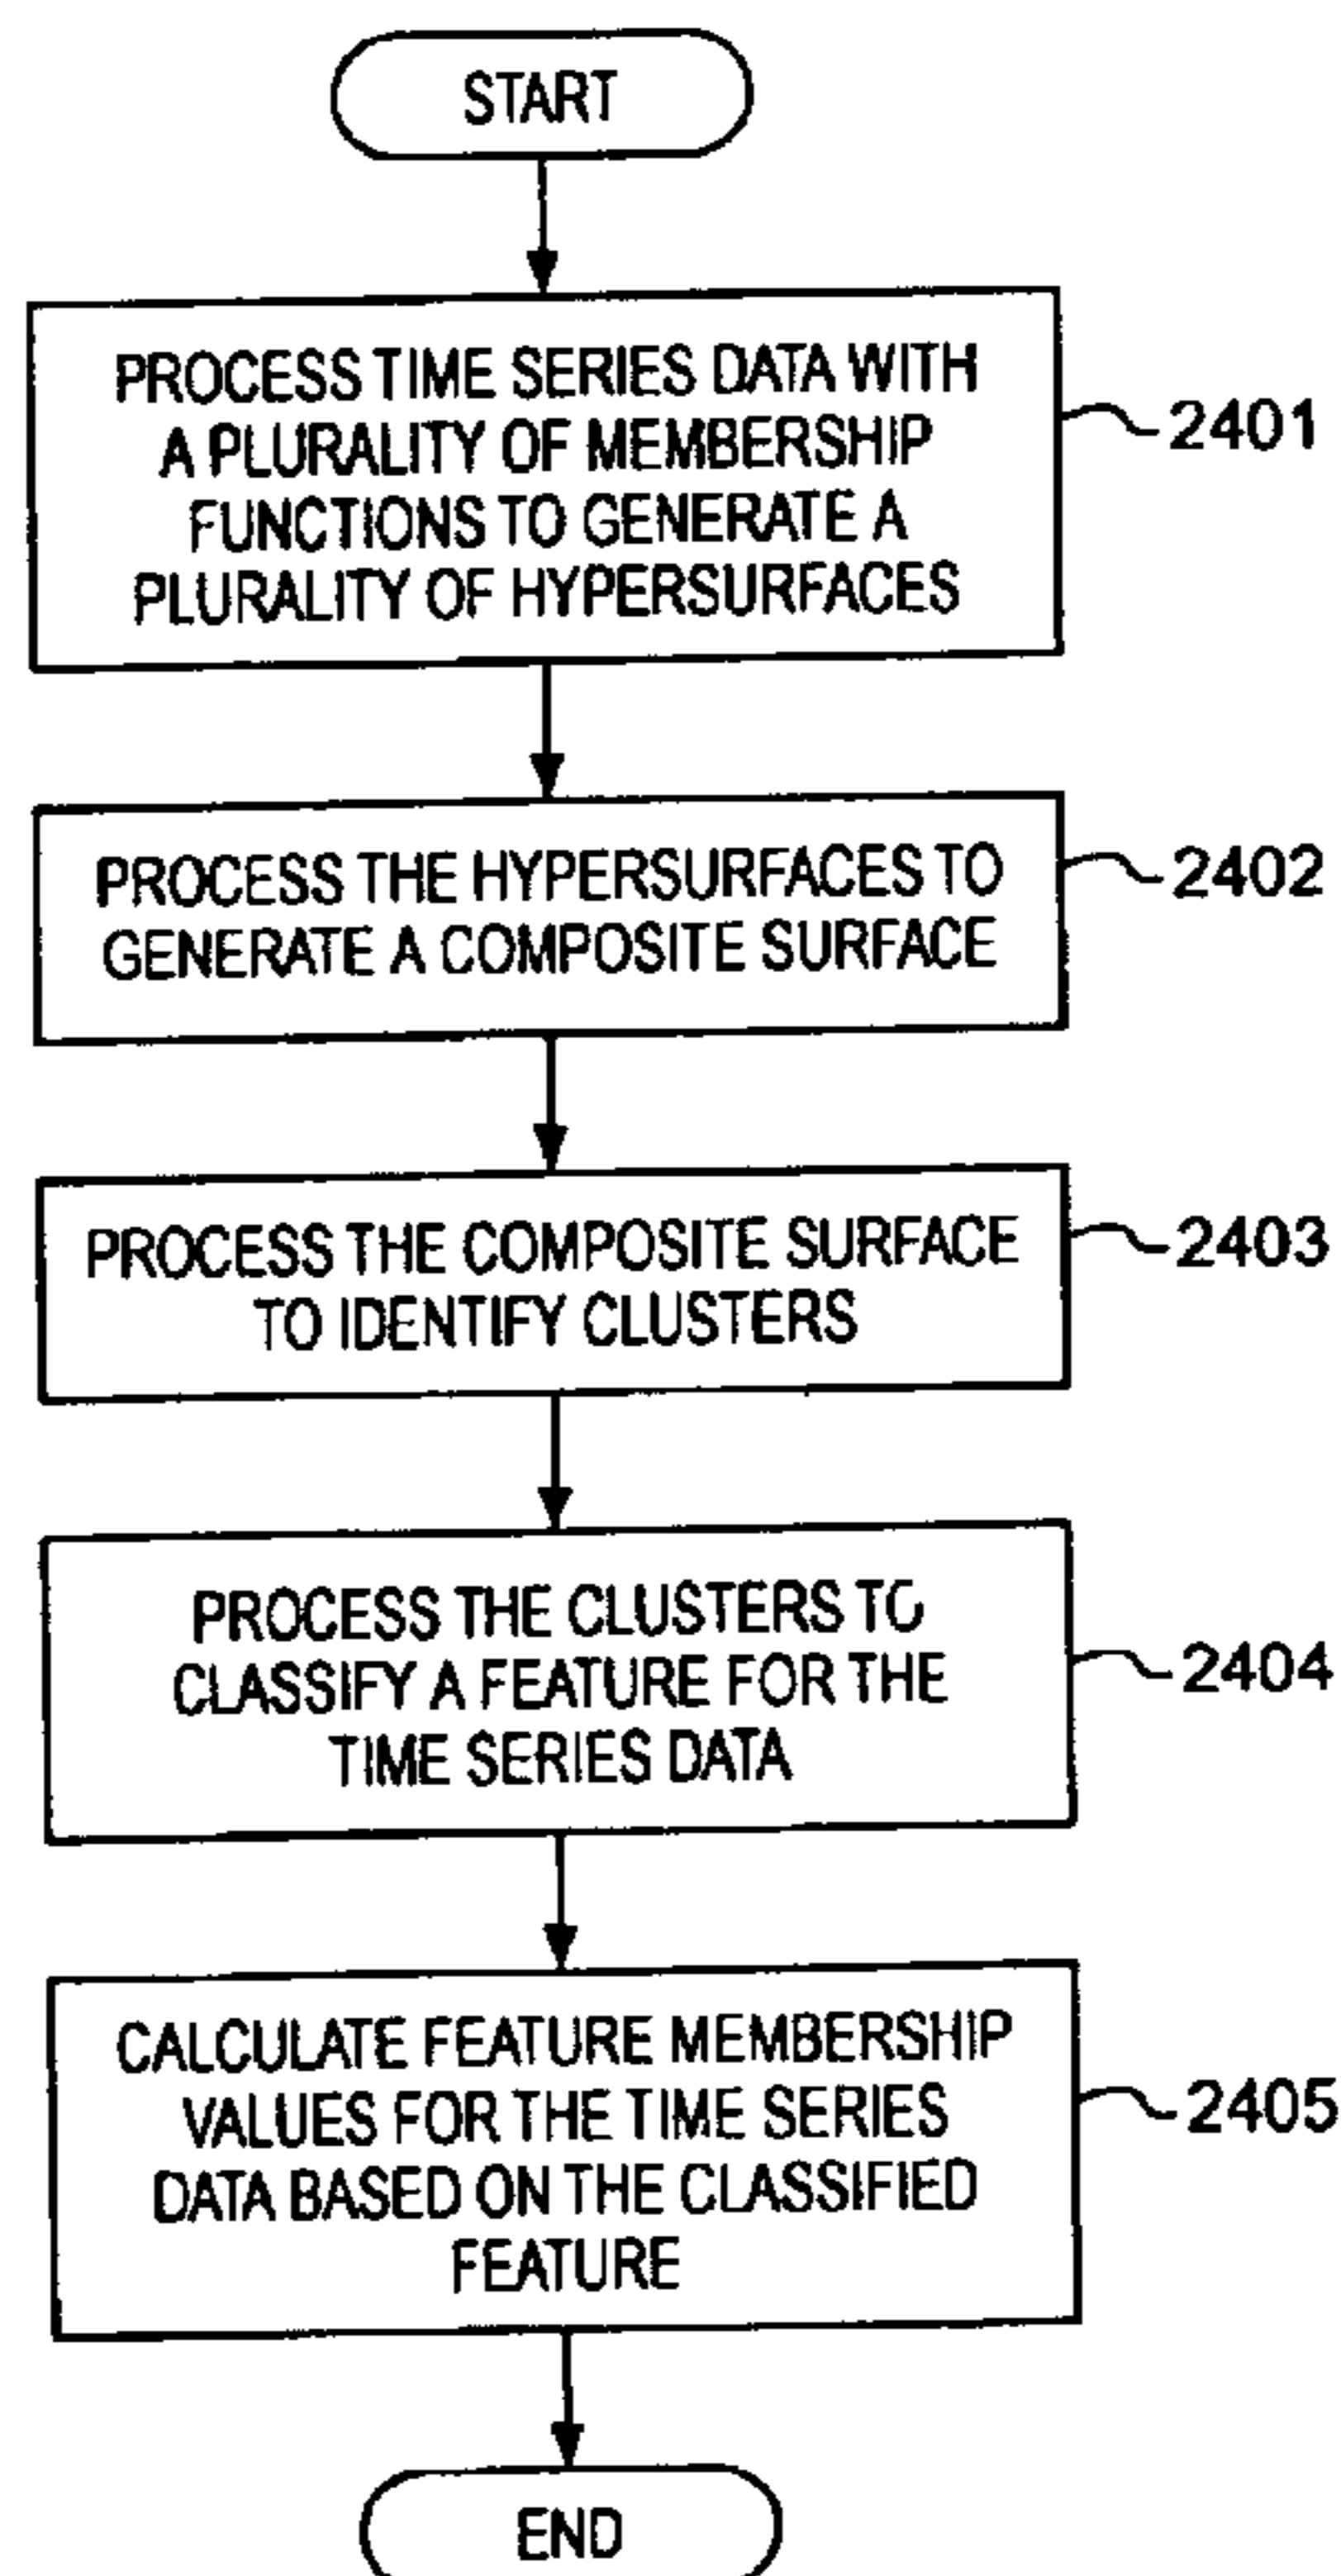 START
PROCESS TIME SERIES DATA WITH
A PLURALITY OF MEMBERSHIP
FUNCTIONS TO GENERATE A
PLURALITY OF HYPERSURFACES
2401
PROCESS THE HYPERSURFACES TO
GENERATE A COMPOSITE SURFACE
2402
PROCESS THE COMPOSITE SURFACE
TO IDENTIFY CLUSTERS
2403
PROCESS THE CLUSTERS TO
CLASSIFY A FEATURE FOR THE
TIME SERIES DATA
2404
CALCULATE FEATURE MEMBERSHIP
VALUES FOR THE TIME SERIES
DATA BASED ON THE CLASSIFIED
FEATURE
2405
END